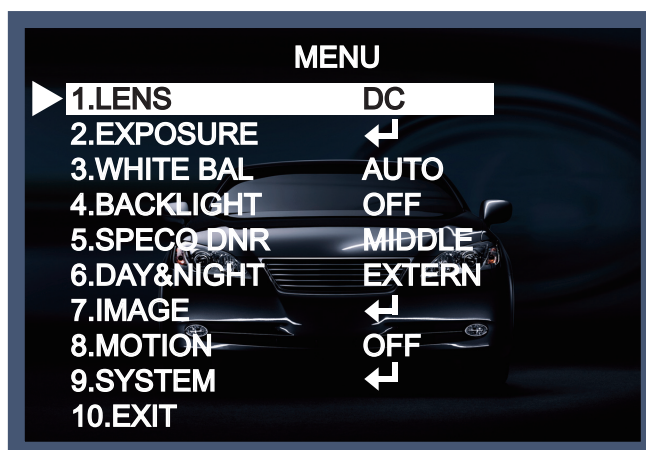 MENU
1.LENS DC
2.EXPOSURE ↵
3.WHITE BAL AUTO
4.BACKLIGHT OFF
5.SPECQ DNR MIDDLE
6.DAY&NIGHT EXTERN
7.IMAGE ↵
8.MOTION OFF
9.SYSTEM ↵
10.EXIT